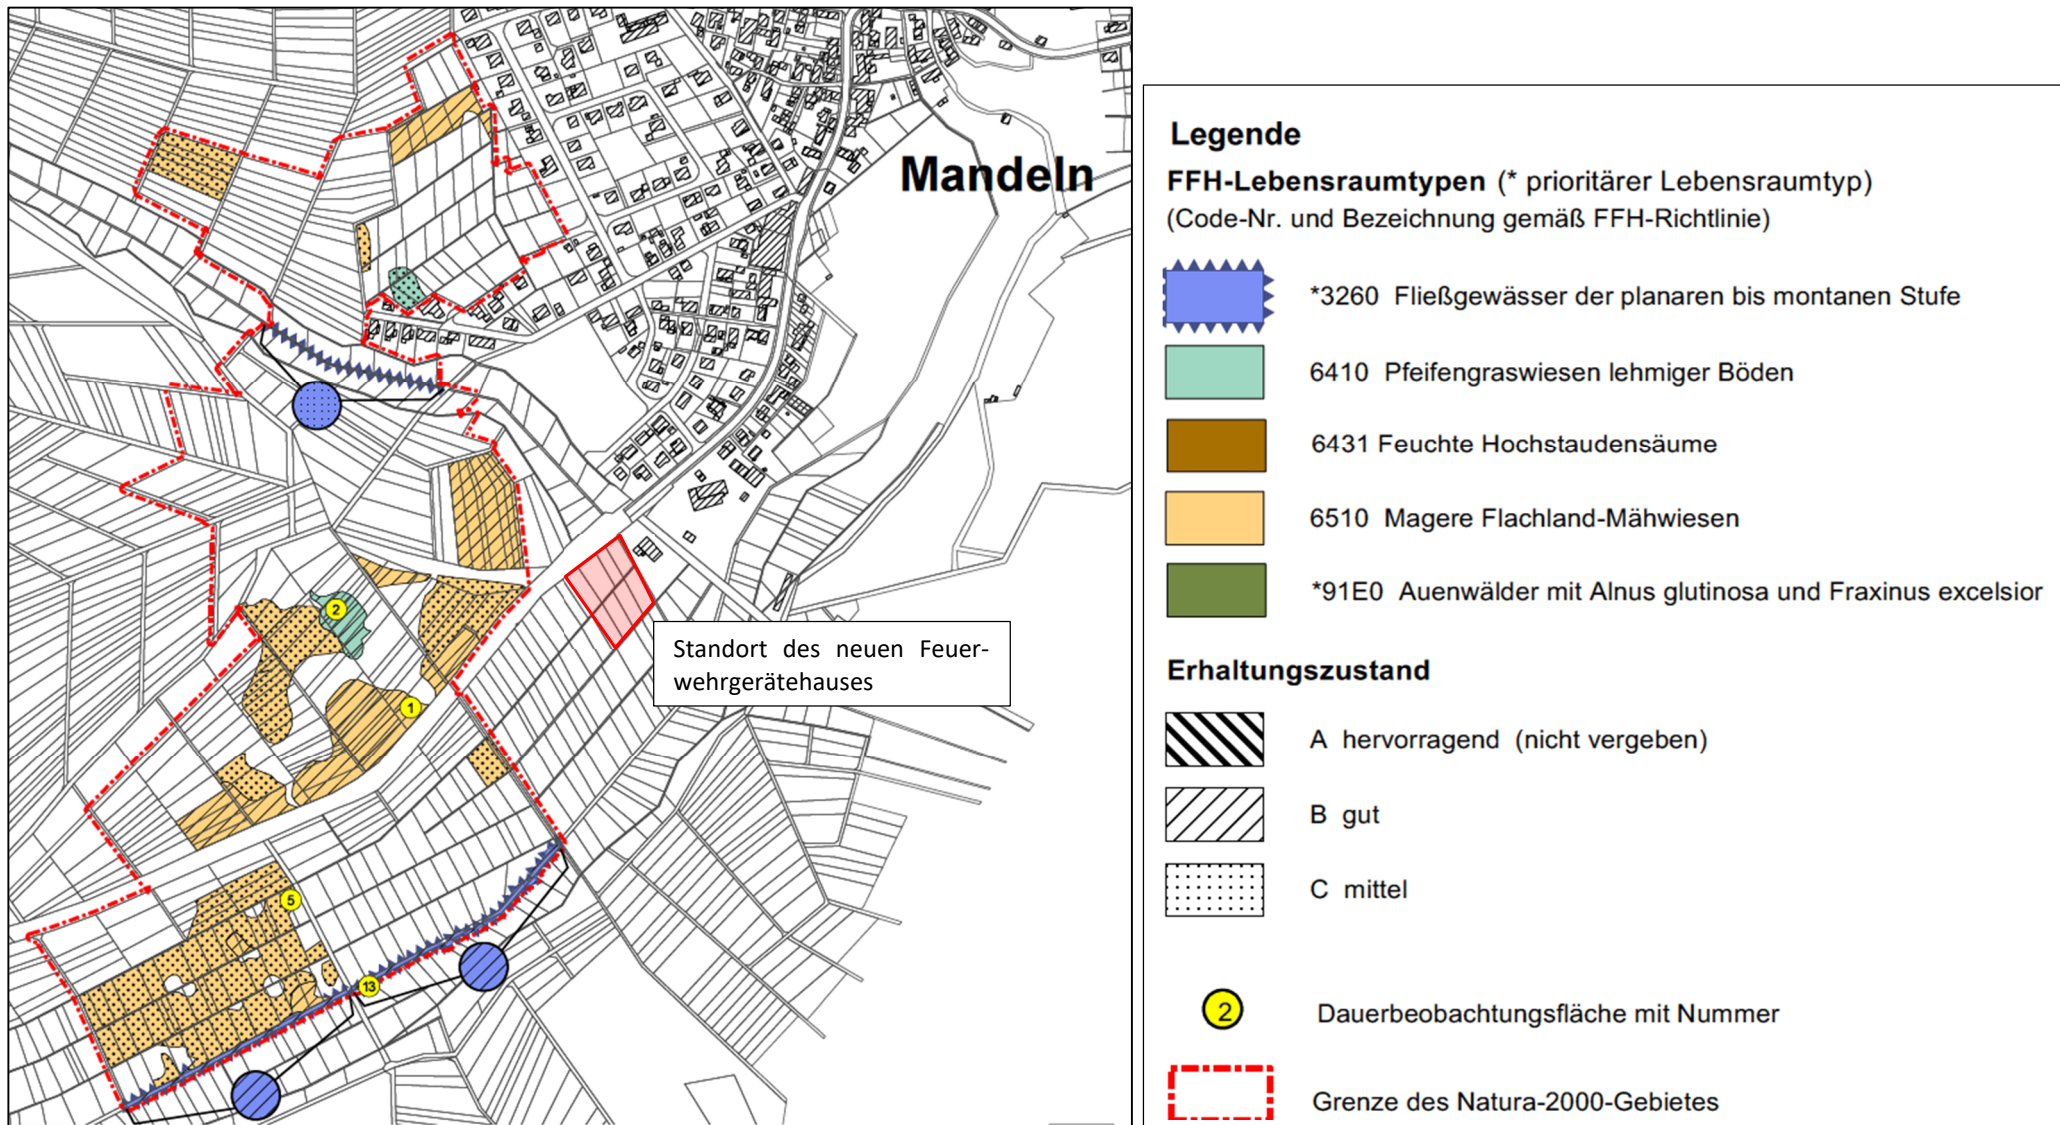 Mandeln
2
1
5
13
Standort des neuen Feuer-
wehrgerätehauses
Legende
FFH-Lebensraumtypen (* prioritärer Lebensraumtyp)
(Code-Nr. und Bezeichnung gemäß FFH-Richtlinie)
*3260 Fließgewässer der planaren bis montanen Stufe
6410 Pfeifengraswiesen lehmiger Böden
6431 Feuchte Hochstaudensäume
6510 Magere Flachland-Mähwiesen
*91E0 Auenwälder mit Alnus glutinosa und Fraxinus excelsior
Erhaltungszustand
A hervorragend (nicht vergeben)
B gut
C mittel
2 Dauerbeobachtungsfläche mit Nummer
Grenze des Natura-2000-Gebietes